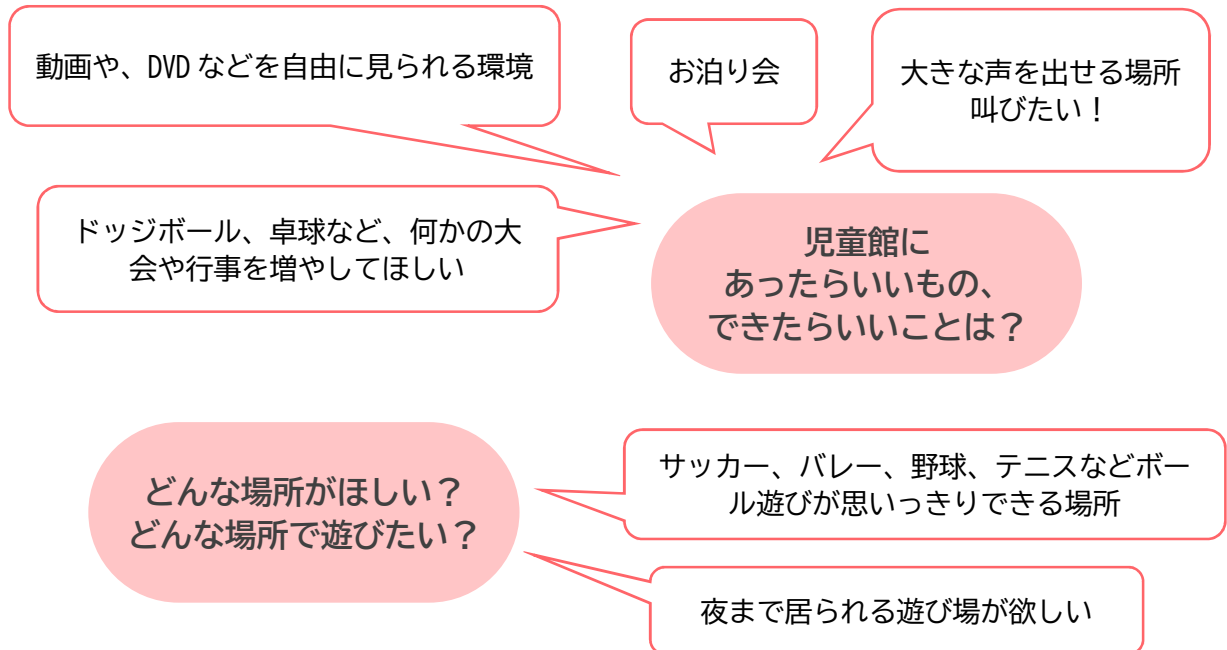 動画や、DVDなどを自由に見られる環境
お泊り会
大きな声を出せる場所
叫びたい！
ドッジボール、卓球など、何かの大
会や行事を増やしてほしい
児童館に
あったらいいもの、
できたらいいことは？
どんな場所がほしい？
どんな場所で遊びたい？
サッカー、バレー、野球、テニスなどボー
ル遊びが思いっきりできる場所
夜まで居られる遊び場が欲しい